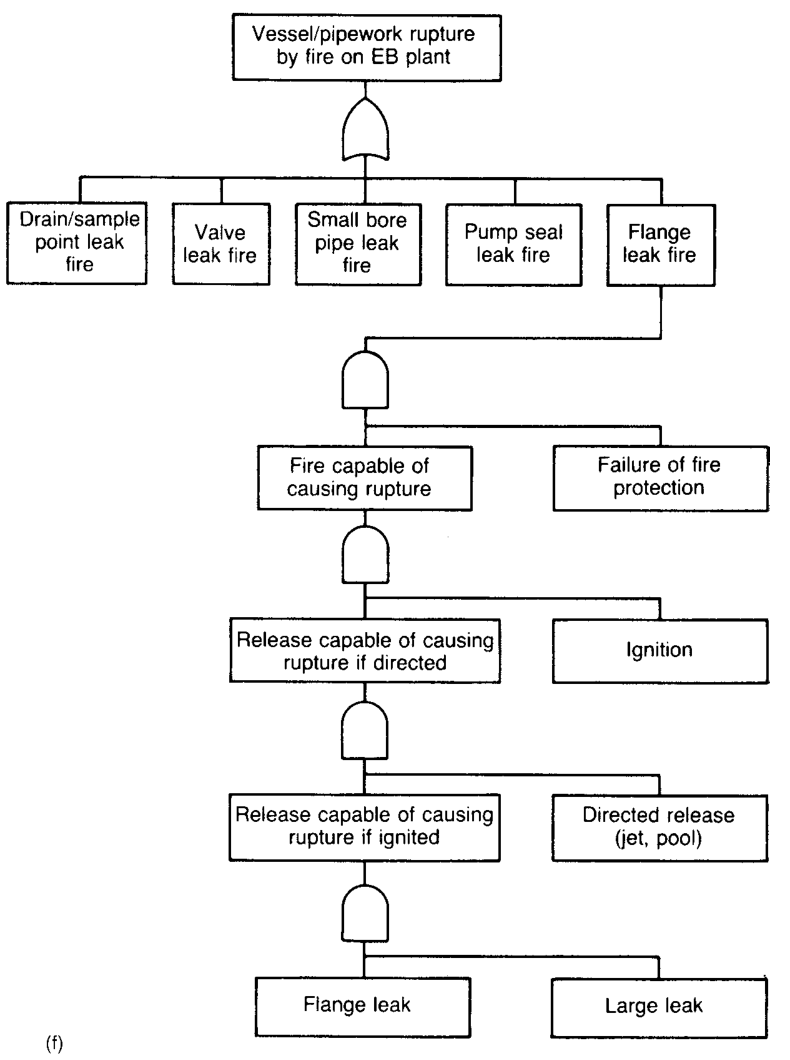 Vessel/pipework rupture
by fire on EB plant
Drain/sample
point leak
fire
Valve
leak fire
Small bore
pipe leak
fire
Pump seal
leak fire
Flange
leak fire
Fire capable of
causing rupture
Failure of fire
protection
Release capable of causing
rupture if directed
Ignition
Release capable of causing
rupture if ignited
Directed release
(jet, pool)
Flange leak
Large leak
(f)